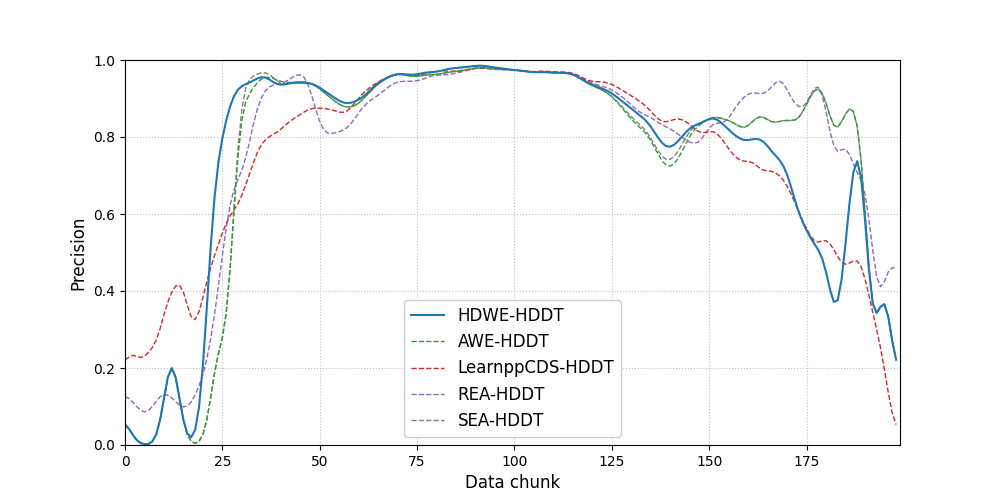 1.0
0.8
0.6
0.4
0.2
0.0
Precision
HDWE-HDDT
AWE-HDDT
LearnppCDS-HDDT
REA-HDDT
SEA-HDDT
0 25 50 75 100 125 150 175
Data chunk